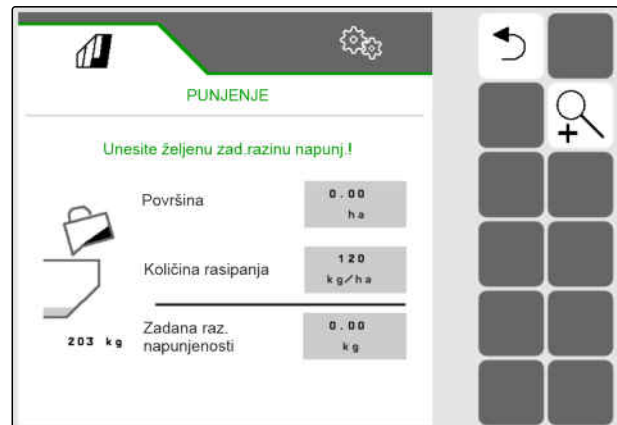 PUNJENJE
Unesite željenu zad.razinu napunj.!
Površina
0.00
ha
Količina rasipanja
120
kg/ha
203 kg
Zadana raz.
napunjenosti
0.00
kg